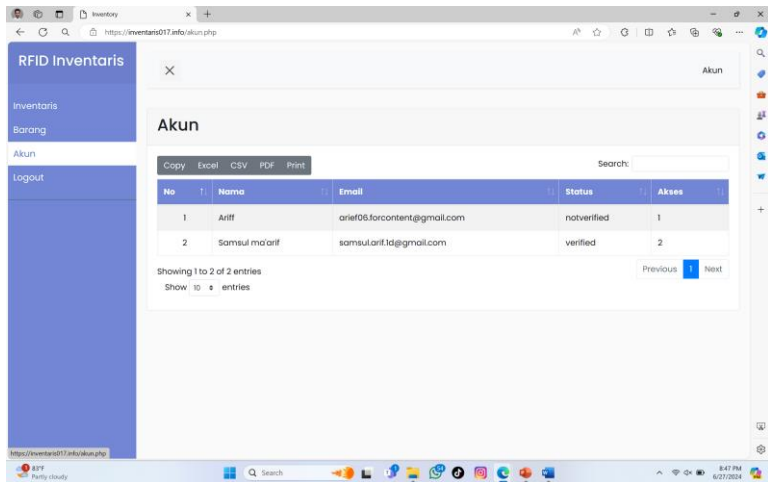 Inventory
https://inventaris017.info/akun.php
RFID Inventaris
Akun
Inventaris
Barang
Akun
Logout
Akun
Copy Excel CSV PDF Print
Search:
No Nama Email Status Akses
1 Ariff arief06.forcontent@gmail.com notverified 1
2 Samsul ma'arif samsul.arif.1d@gmail.com verified 2
Showing 1 to 2 of 2 entries
Previous 1 Next
Show 10 entries
https://inventaris017.info/akun.php
83°F
Partly cloudy
Search
8:47 PM
6/27/2024